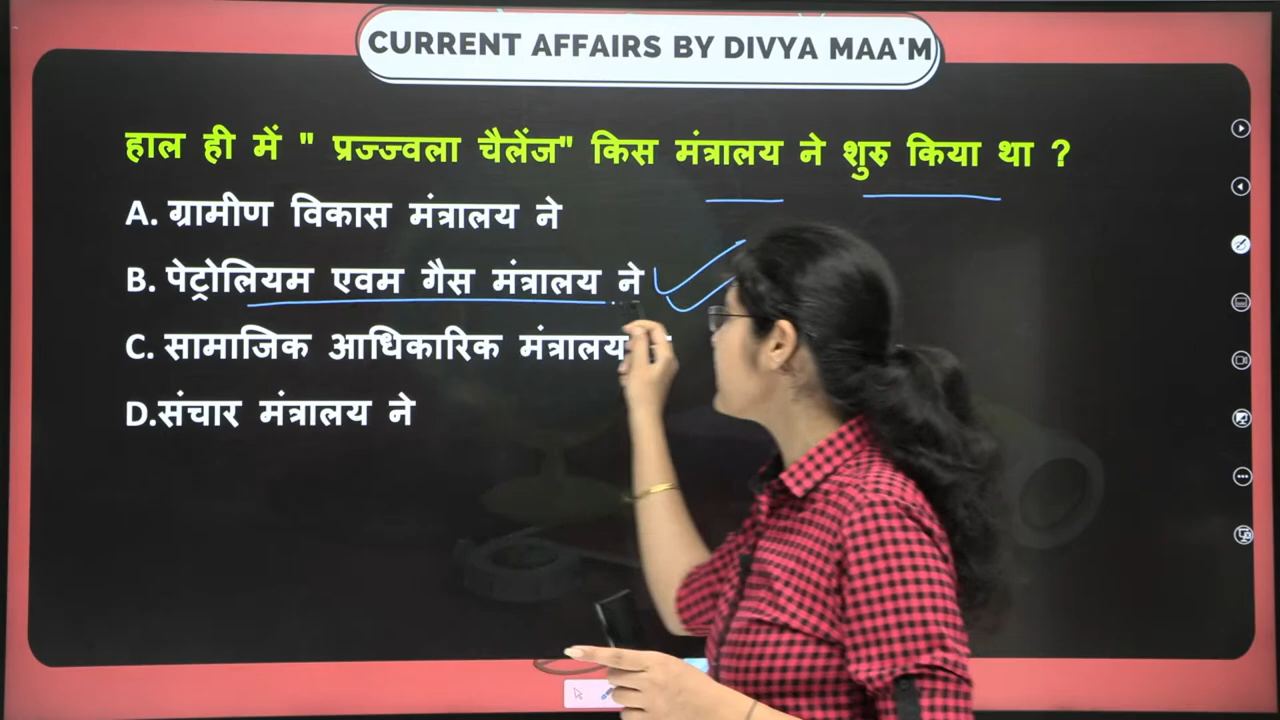 CURRENT AFFAIRS BY DIVYA MAA'M
हाल ही में " प्रज्ज्वला चैलेंज" किस मंत्रालय ने शुरु किया था ?
A. ग्रामीण विकास मंत्रालय ने
B. पेट्रोलियम एवम गैस मंत्रालय ने
C. सामाजिक आधिकारिक मंत्रालय
D.संचार मंत्रालय ने